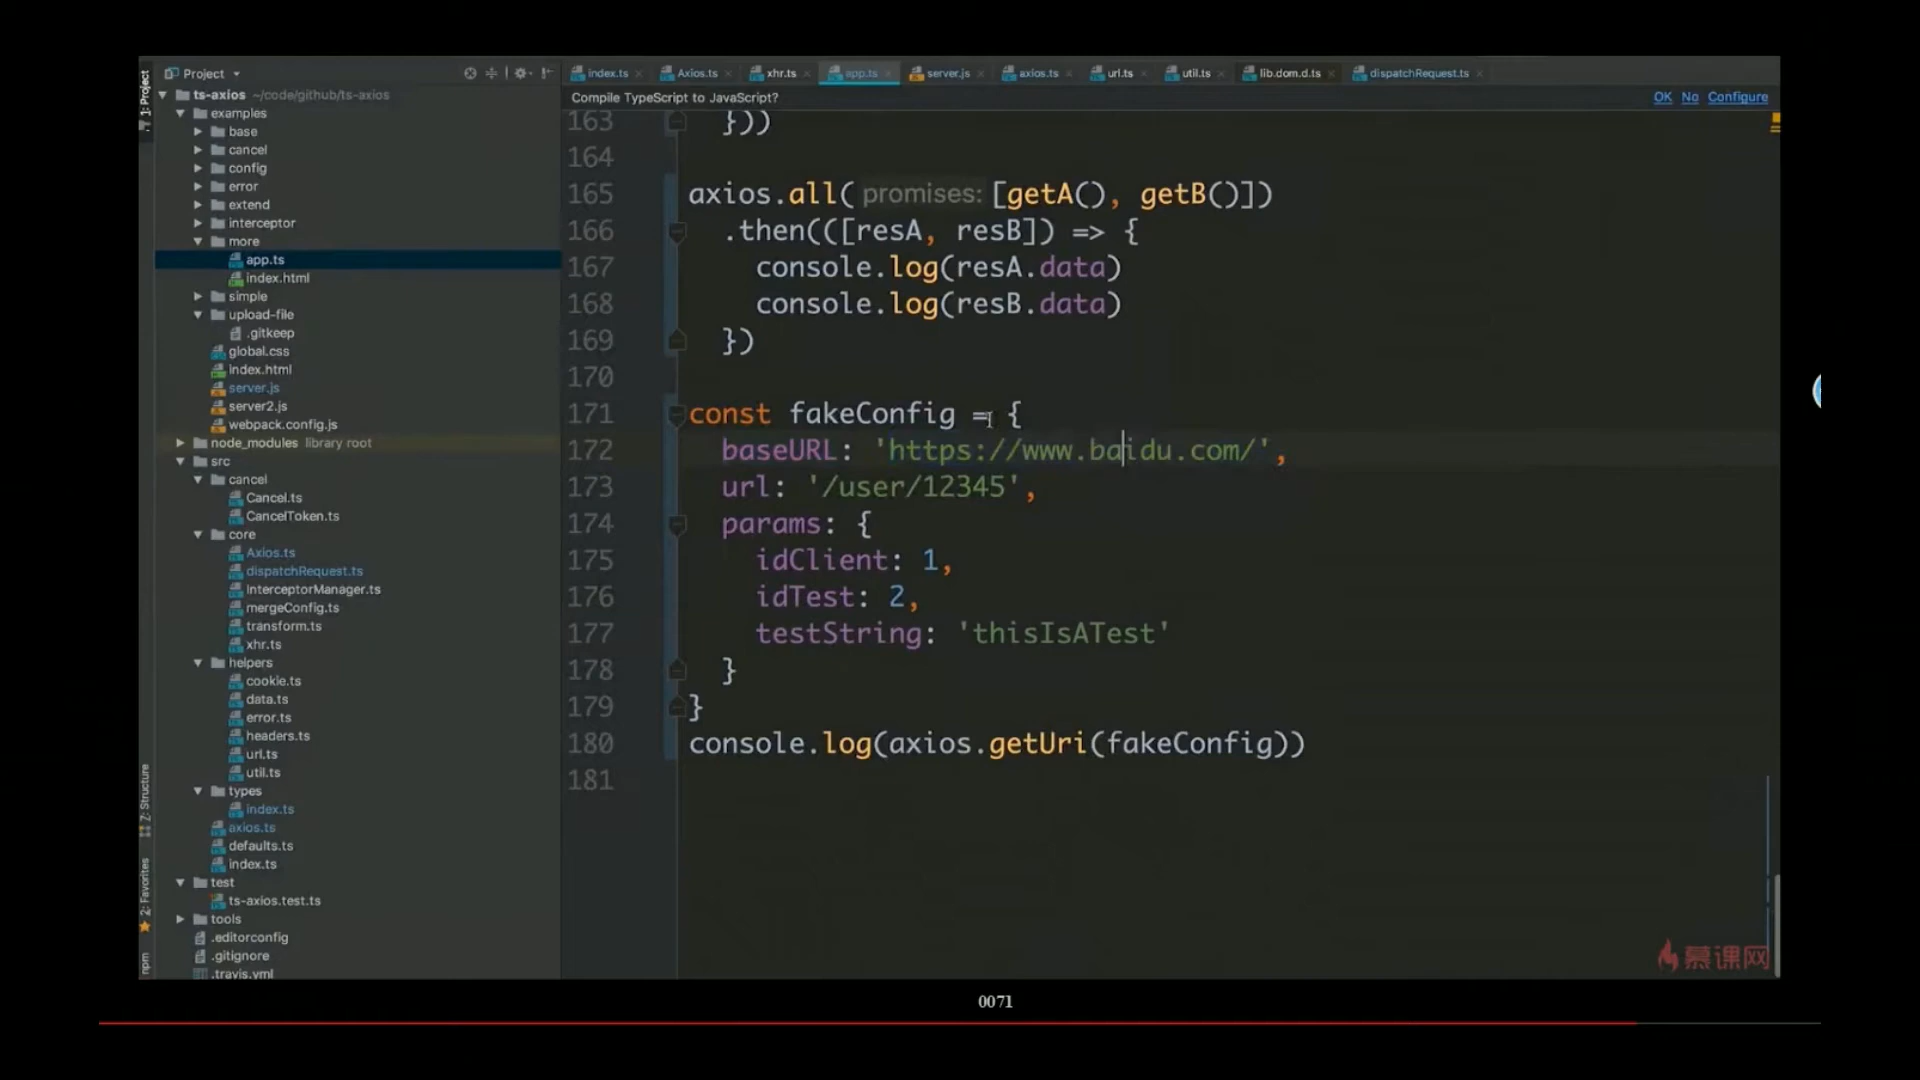 1: Project
Project
index.ts
Axios.ts
xhr.ts
app.ts
server.js
axios.ts
url.ts
util.ts
lib.dom.d.ts
dispatchRequest.ts
ts-axios ~/code/github/ts-axios
Compile TypeScript to JavaScript?
OK No Configure
examples
base
cancel
config
error
extend
interceptor
more
app.ts
index.html
simple
upload-file
.gitkeep
global.css
index.html
server.js
server2.js
webpack.config.js
node_modules library root
src
cancel
Cancel.ts
CancelToken.ts
core
Axios.ts
dispatchRequest.ts
InterceptorManager.ts
mergeConfig.ts
transform.ts
xhr.ts
helpers
cookie.ts
data.ts
error.ts
headers.ts
url.ts
util.ts
types
index.ts
axios.ts
defaults.ts
index.ts
test
ts-axios.test.ts
tools
.editorconfig
.gitignore
.travis.yml
Z: Structure
2: Favorites
npm
163 }))
164
165 axios.all( promises: [getA(), getB()])
166 .then(([resA, resB]) => {
167 console.log(resA.data)
168 console.log(resB.data)
169 })
170
171 const fakeConfig = {
172 baseURL: 'https://www.baidu.com/',
173 url: '/user/12345',
174 params: {
175 idClient: 1,
176 idTest: 2,
177 testString: 'thisIsATest'
178 }
179 }
180 console.log(axios.getUri(fakeConfig))
181
慕课网
0071